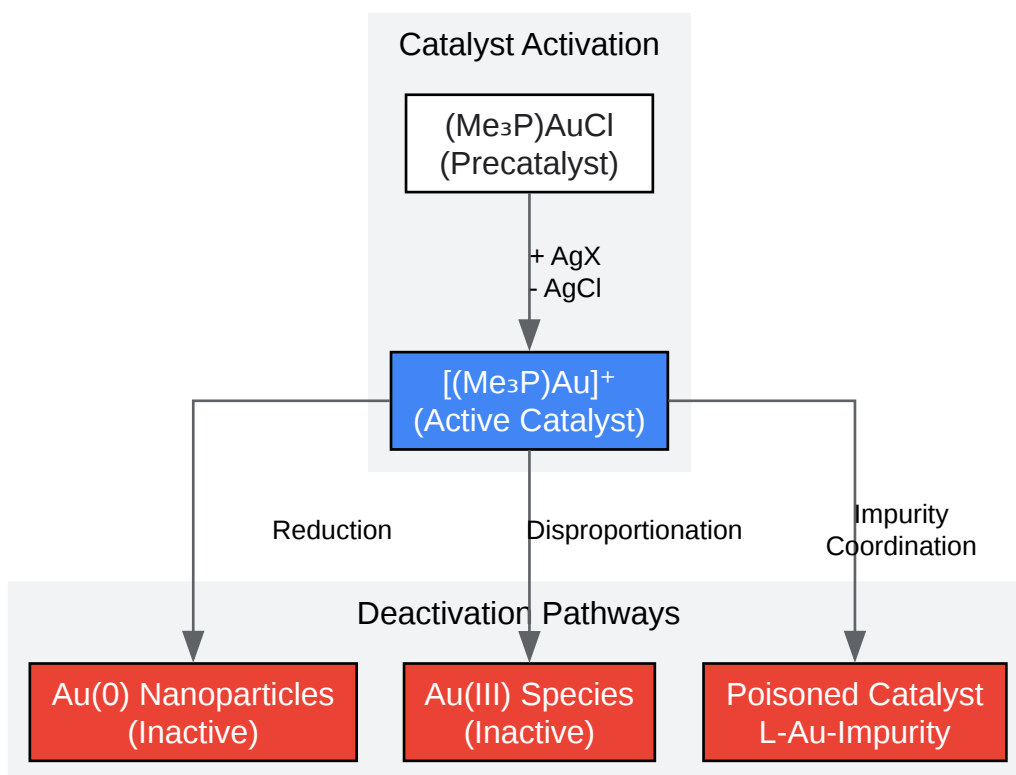 Catalyst Activation
(Me₃P)AuCl
(Precatalyst)
+ AgX
- AgCl
[(Me₃P)Au]⁺
(Active Catalyst)
Reduction
Disproportionation
Impurity
Coordination
Deactivation Pathways
Au(0) Nanoparticles
(Inactive)
Au(III) Species
(Inactive)
Poisoned Catalyst
L-Au-Impurity